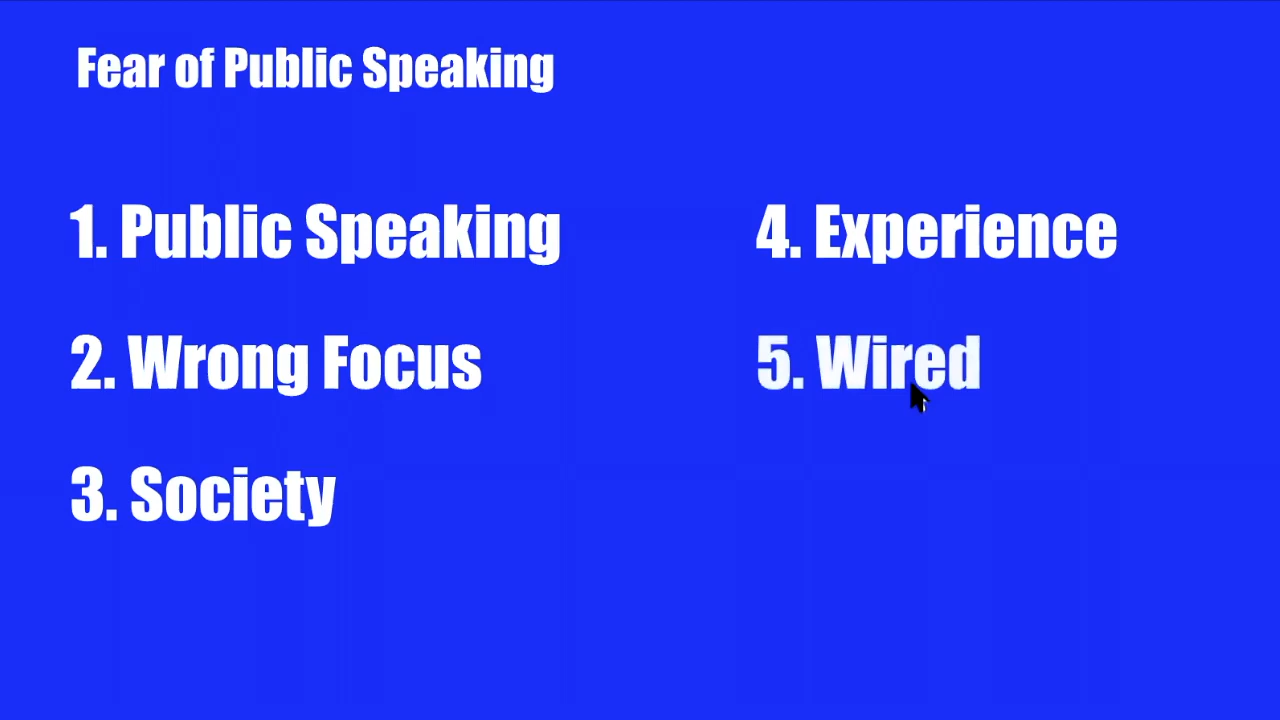 Fear of Public Speaking
1. Public Speaking
2. Wrong Focus
3. Society
4. Experience
5. Wired